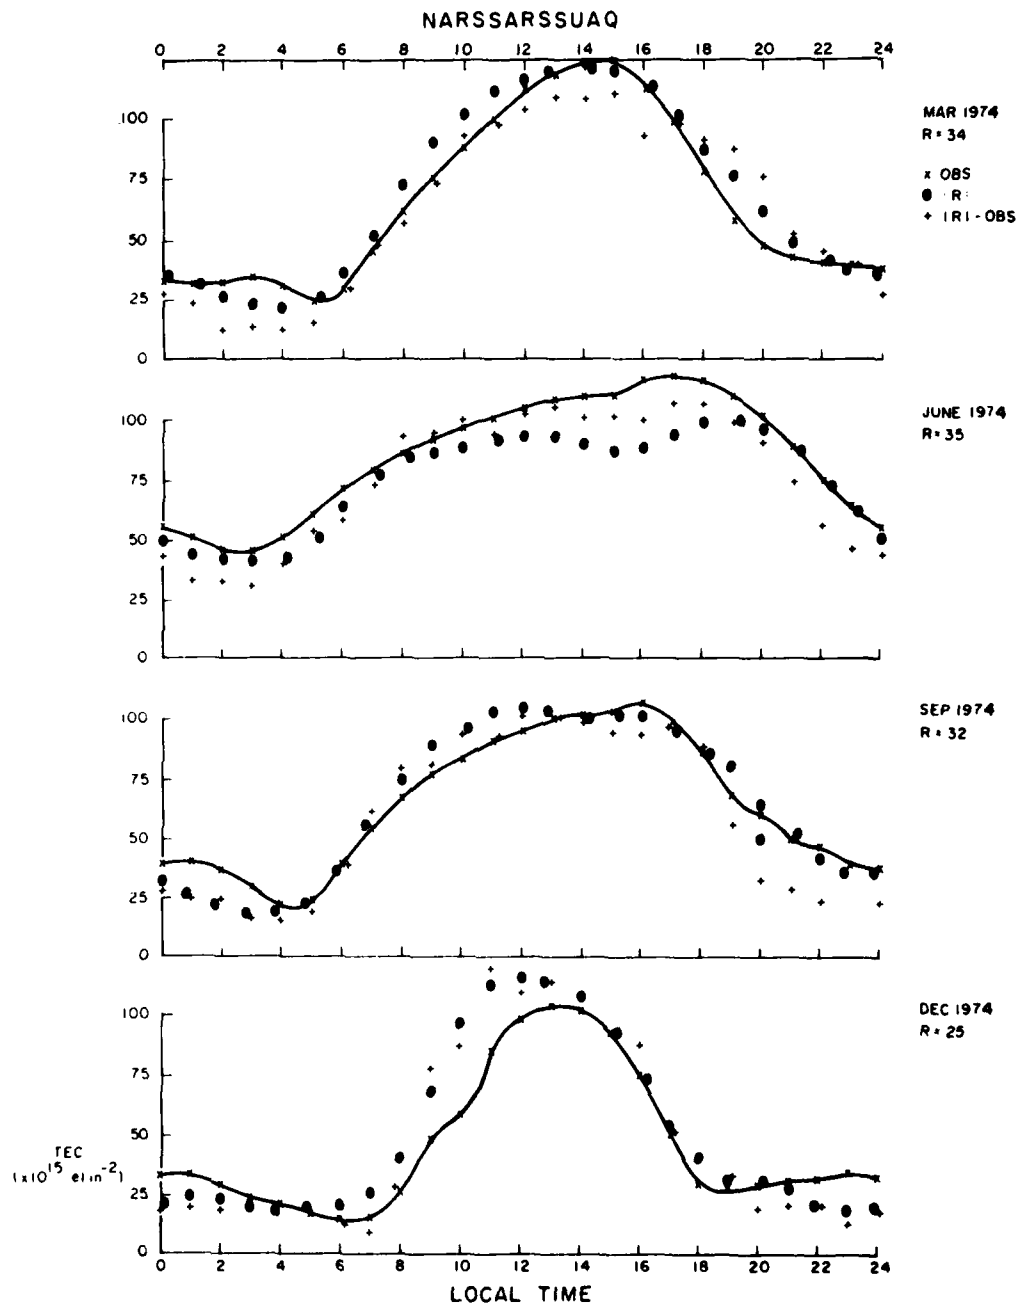 NARSSARSSUAQ
0 2 4 6 8 10 12 14 16 18 20 22 24
100
75
50
25
0
MAR 1974
R = 34
x OBS
● IRI
+ IRI - OBS
100
75
50
25
0
JUNE 1974
R = 35
100
75
50
25
0
SEP 1974
R = 32
100
75
50
25
0
DEC 1974
R = 25
TEC
(x10^15 el m^-2)
0 2 4 6 8 10 12 14 16 18 20 22 24
LOCAL TIME